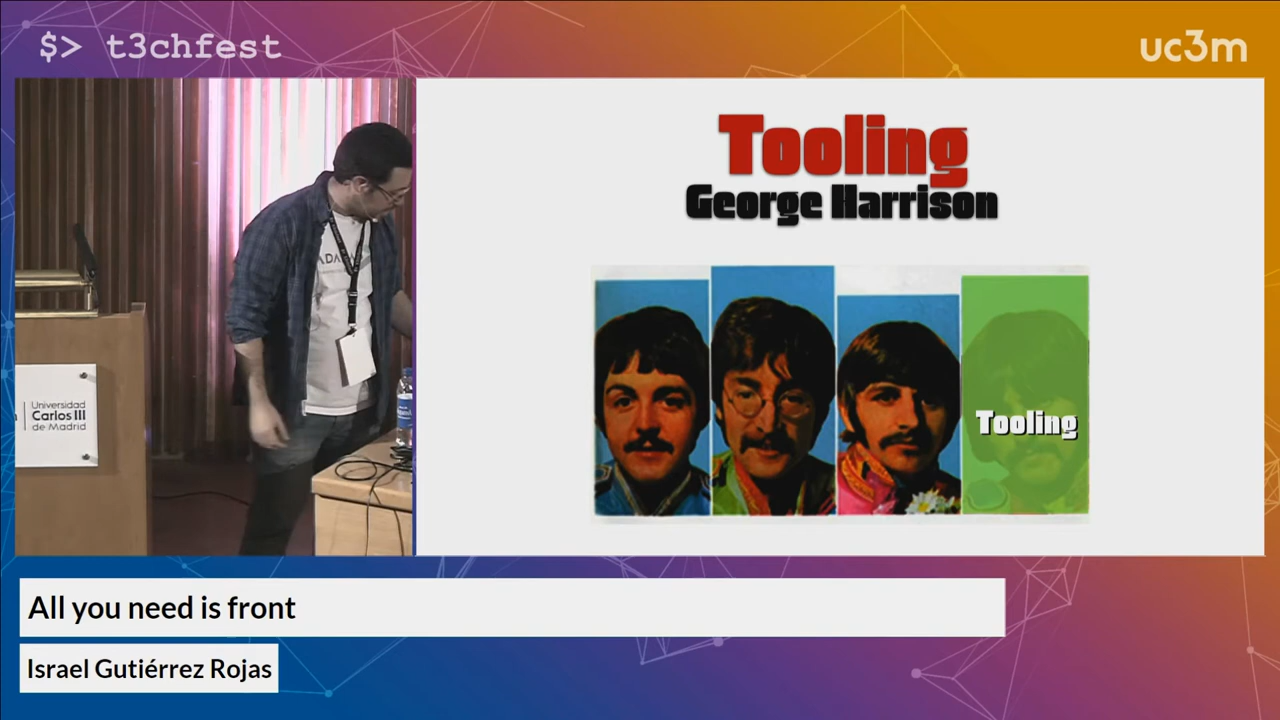 $> t3chfest
uc3m
Tooling
George Harrison
Tooling
Universidad
Carlos III
de Madrid
All you need is front
Israel Gutiérrez Rojas